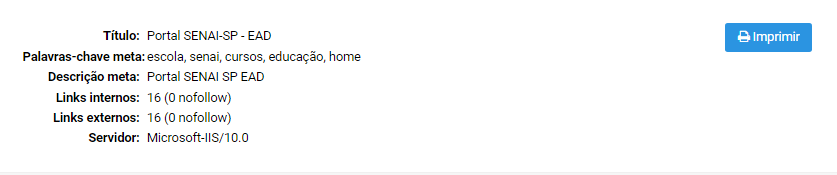 Título: Portal SENAI-SP - EAD
Imprimir
Palavras-chave meta: escola, senai, cursos, educação, home
Descrição meta: Portal SENAI SP EAD
Links internos: 16 (0 nofollow)
Links externos: 16 (0 nofollow)
Servidor: Microsoft-IIS/10.0